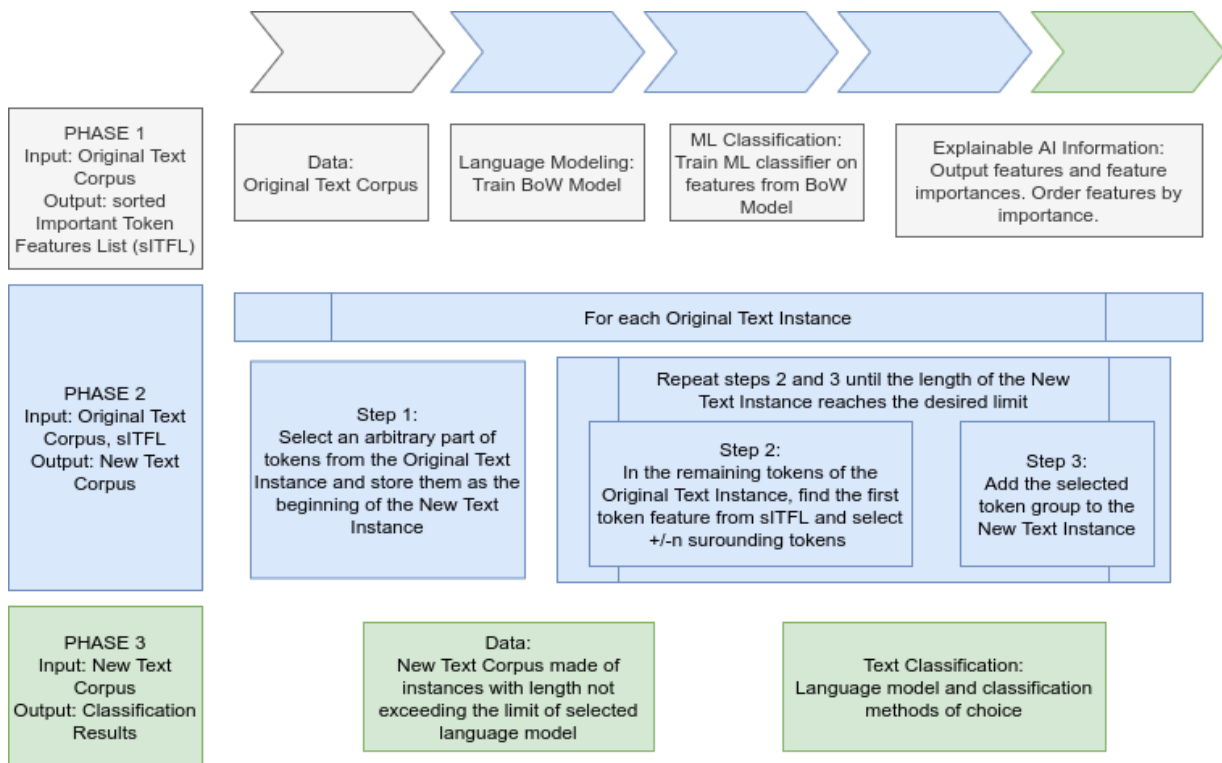 PHASE 1
Input: Original Text
Corpus
Output: sorted
Important Token
Features List (sITFL)
Data:
Original Text Corpus
Language Modeling:
Train BoW Model
ML Classification:
Train ML classifier on
features from BoW
Model
Explainable AI Information:
Output features and feature
importances. Order features by
importance.
PHASE 2
Input: Original Text
Corpus, sITFL
Output: New Text
Corpus
For each Original Text Instance
Step 1:
Select an arbitrary part of
tokens from the Original Text
Instance and store them as the
beginning of the New Text
Instance
Repeat steps 2 and 3 until the length of the New
Text Instance reaches the desired limit
Step 2:
In the remaining tokens of the
Original Text Instance, find the first
token feature from sITFL and select
+/-n surounding tokens
Step 3:
Add the selected
token group to the
New Text Instance
PHASE 3
Input: New Text
Corpus
Output: Classification
Results
Data:
New Text Corpus made of
instances with length not
exceeding the limit of selected
language model
Text Classification:
Language model and classification
methods of choice